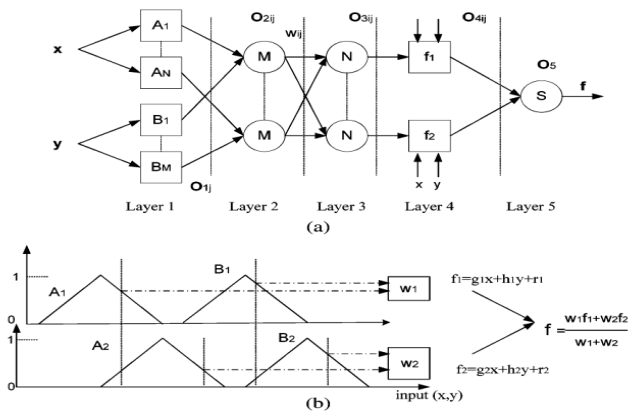 O2ij O3ij O4ij
A1 wij
x M N f1 O5
AN
S f
B1
y M N f2
BM
O1j x y
Layer 1 Layer 2 Layer 3 Layer 4 Layer 5
(a)
1 A1 B1 w1 f1=g1x+h1y+r1
0
f = w1f1+w2f2
w1+w2
1 A2 B2 w2 f2=g2x+h2y+r2
0
input (x,y)
(b)